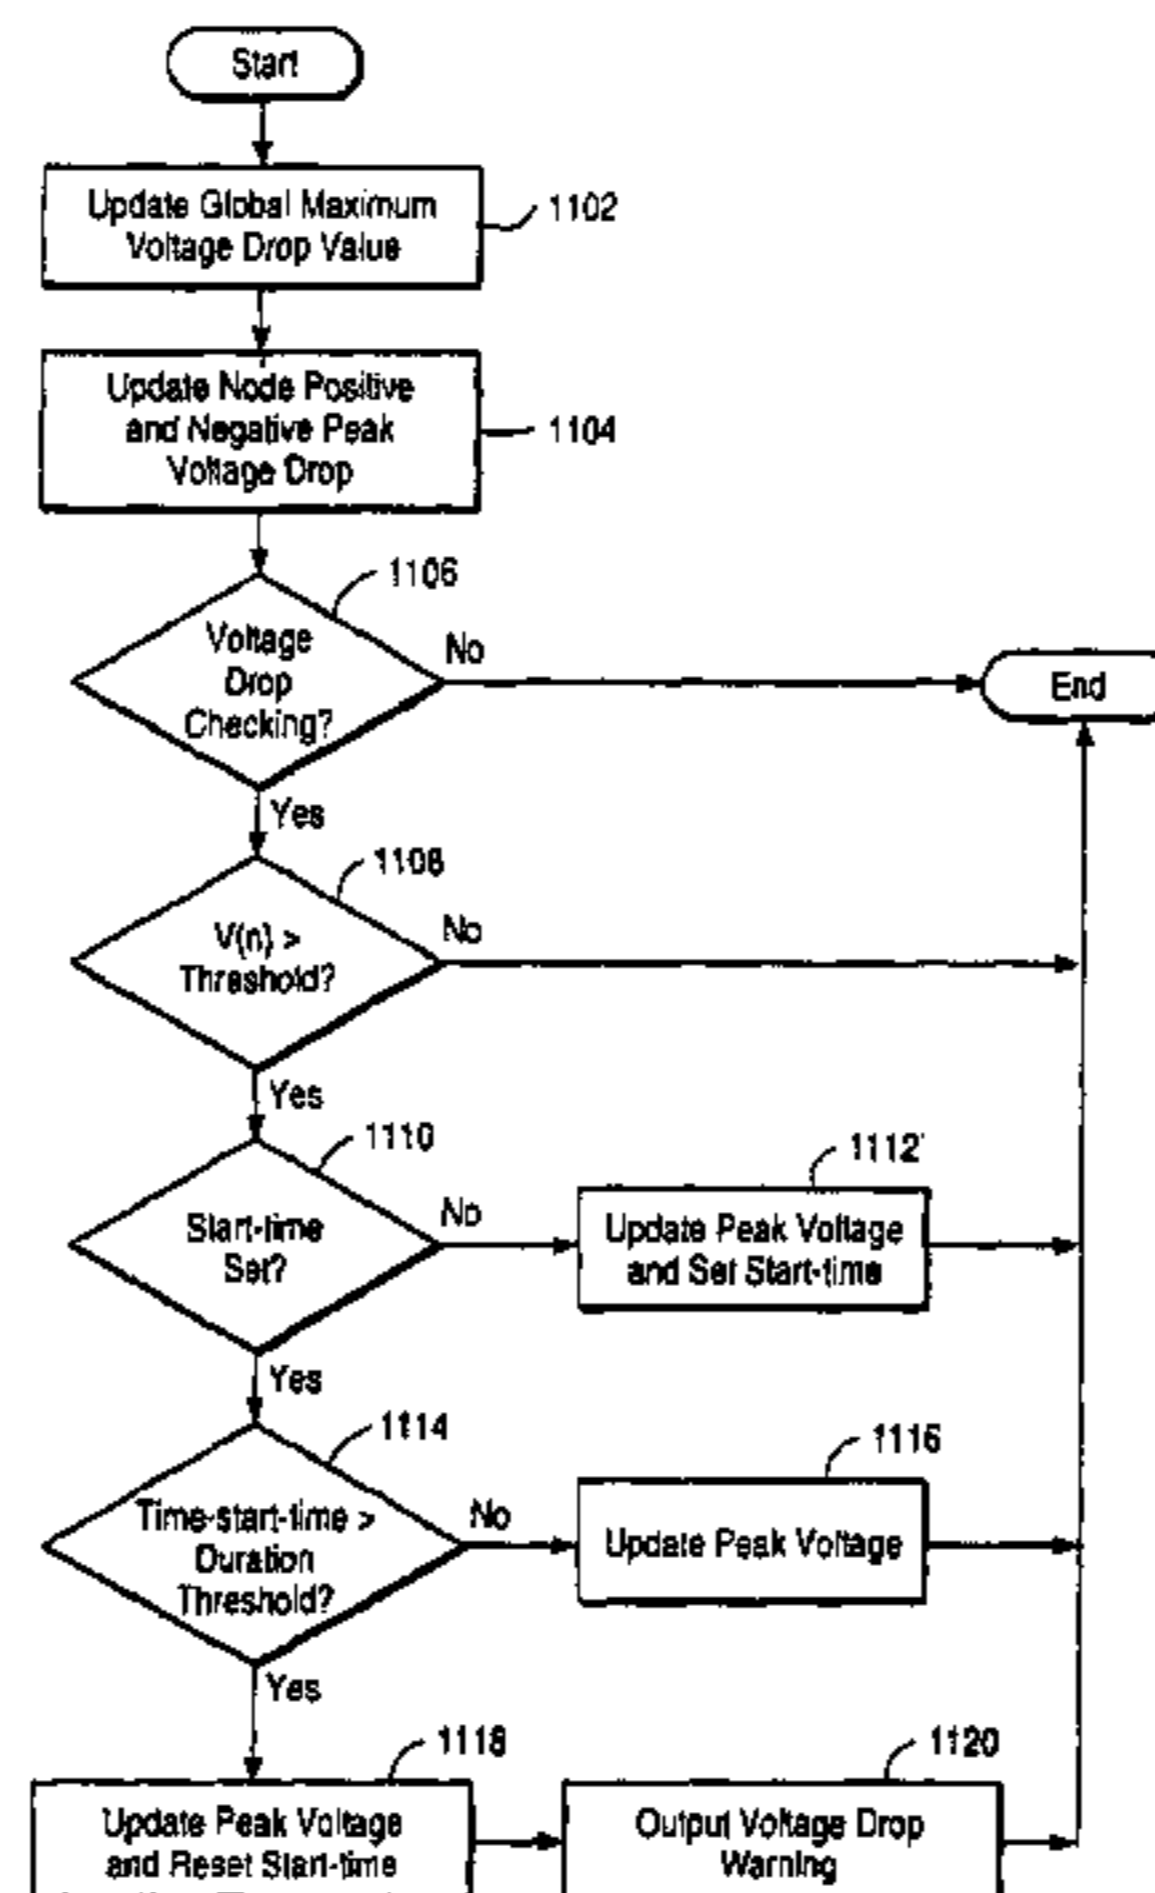 Start
Update Global Maximum
Voltage Drop Value
1102
Update Node Positive
and Negative Peak
Voltage Drop
1104
1106
Voltage
Drop
Checking?
No
End
Yes
1108
V(n) >
Threshold?
No
Yes
1110
Start-time
Set?
No
1112
Update Peak Voltage
and Set Start-time
Yes
1114
Time-start-time >
Duration
Threshold?
No
1116
Update Peak Voltage
Yes
1118
Update Peak Voltage
and Reset Start-time
1120
Output Voltage Drop
Warning